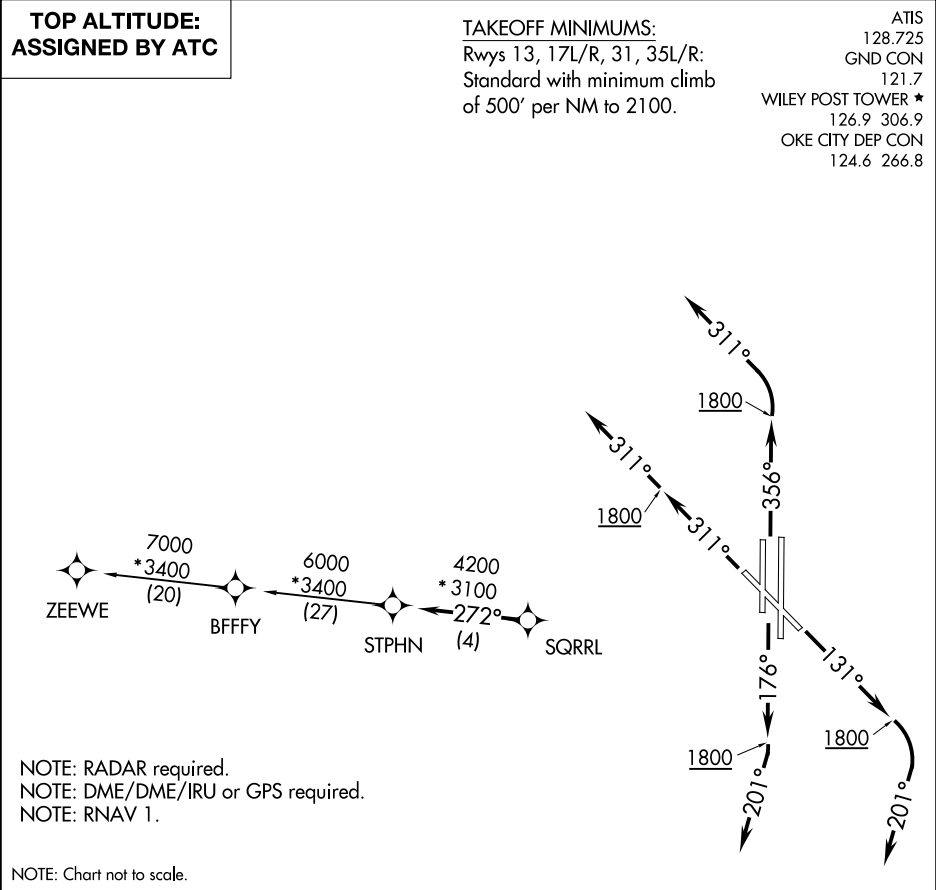 TOP ALTITUDE:
ASSIGNED BY ATC
TAKEOFF MINIMUMS:
Rwys 13, 17L/R, 31, 35L/R:
Standard with minimum climb
of 500' per NM to 2100.
ATIS
128.725
GND CON
121.7
WILEY POST TOWER ★
126.9 306.9
OKE CITY DEP CON
124.6 266.8
311°
1800
356°
311°
1800
311°
7000
*3400
(20)
6000
*3400
(27)
4200
*3100
272°
(4)
ZEEWE
BFFFY
STPHN
SQRRL
176°
1800
201°
131°
1800
201°
NOTE: RADAR required.
NOTE: DME/DME/IRU or GPS required.
NOTE: RNAV 1.
NOTE: Chart not to scale.